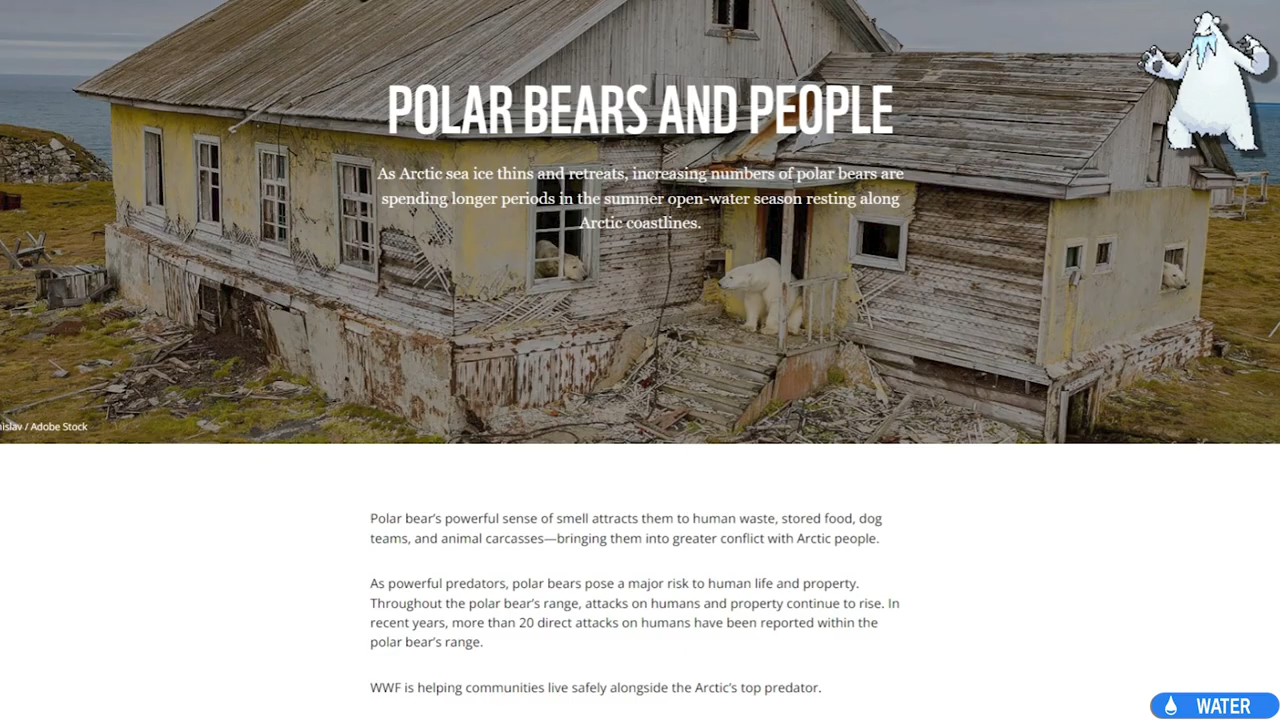 POLAR BEARS AND PEOPLE
As Arctic sea ice thins and retreats, increasing numbers of polar bears are
spending longer periods in the summer open-water season resting along
Arctic coastlines.
/ Adobe Stock
Polar bear’s powerful sense of smell attracts them to human waste, stored food, dog
teams, and animal carcasses—bringing them into greater conflict with Arctic people.
As powerful predators, polar bears pose a major risk to human life and property.
Throughout the polar bear’s range, attacks on humans and property continue to rise. In
recent years, more than 20 direct attacks on humans have been reported within the
polar bear’s range.
WWF is helping communities live safely alongside the Arctic’s top predator.
WATER